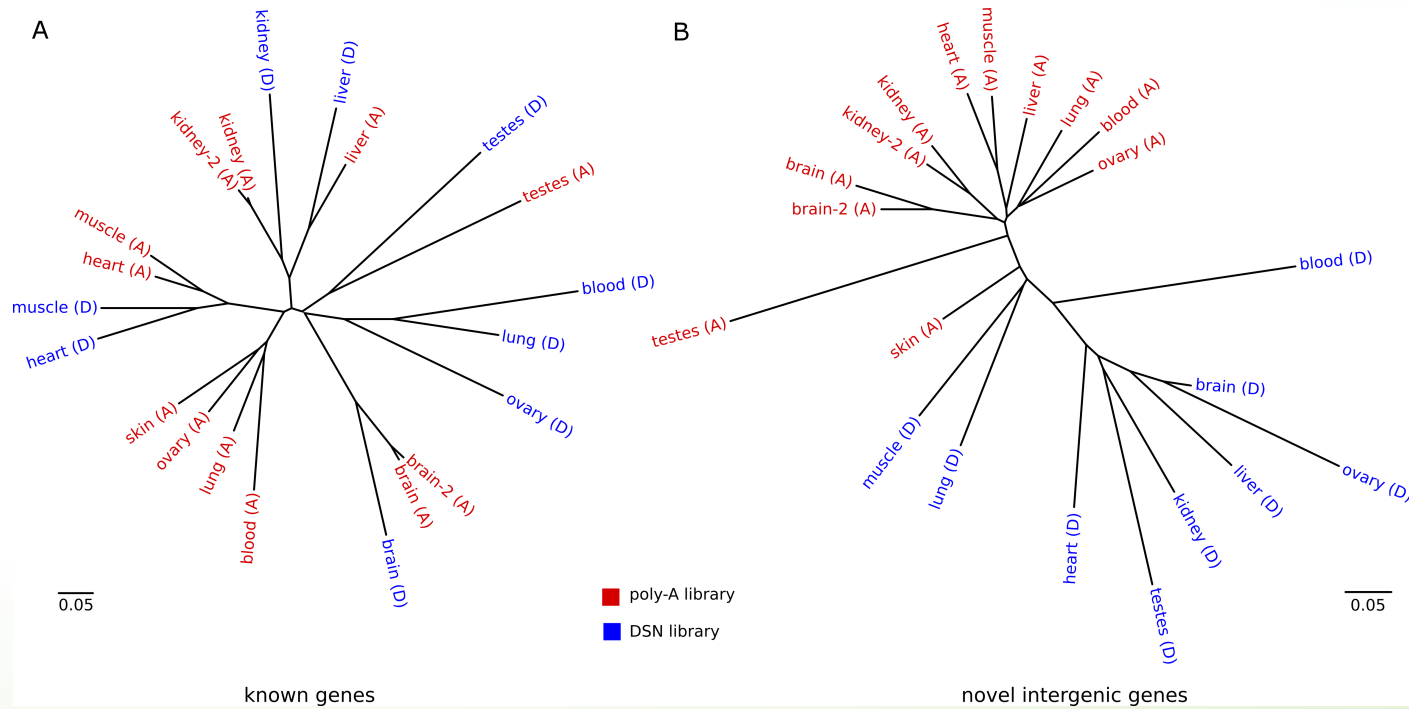 A
kidney (D)
liver (D)
kidney-2 (A)
kidney (A)
liver (A)
testes (D)
testes (A)
muscle (A)
heart (A)
muscle (D)
heart (D)
blood (D)
lung (D)
ovary (D)
skin (A)
ovary (A)
lung (A)
blood (A)
brain-2 (A)
brain (A)
brain (D)
0.05
known genes
B
heart (A)
muscle (A)
liver (A)
lung (A)
blood (A)
ovary (A)
kidney (A)
kidney-2 (A)
brain (A)
brain-2 (A)
testes (A)
skin (A)
blood (D)
muscle (D)
lung (D)
brain (D)
ovary (D)
liver (D)
kidney (D)
heart (D)
testes (D)
0.05
poly-A library
DSN library
novel intergenic genes